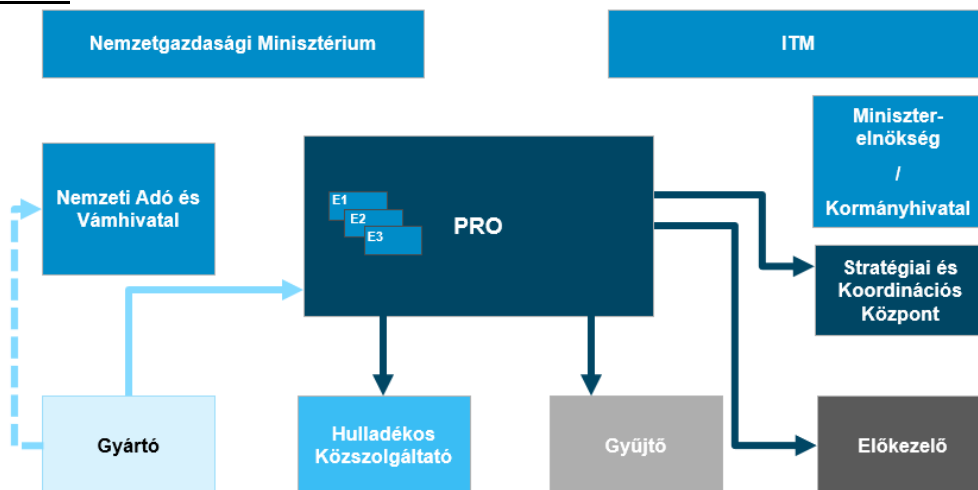 Nemzetgazdasági Minisztérium
ITM
Miniszter-
elnökség
/
Kormányhivatal
Nemzeti Adó és
Vámhivatal
E1
E2
E3
PRO
Stratégiai és
Koordinációs
Központ
Gyártó
Hulladékos
Közszolgáltató
Gyűjtő
Előkezelő